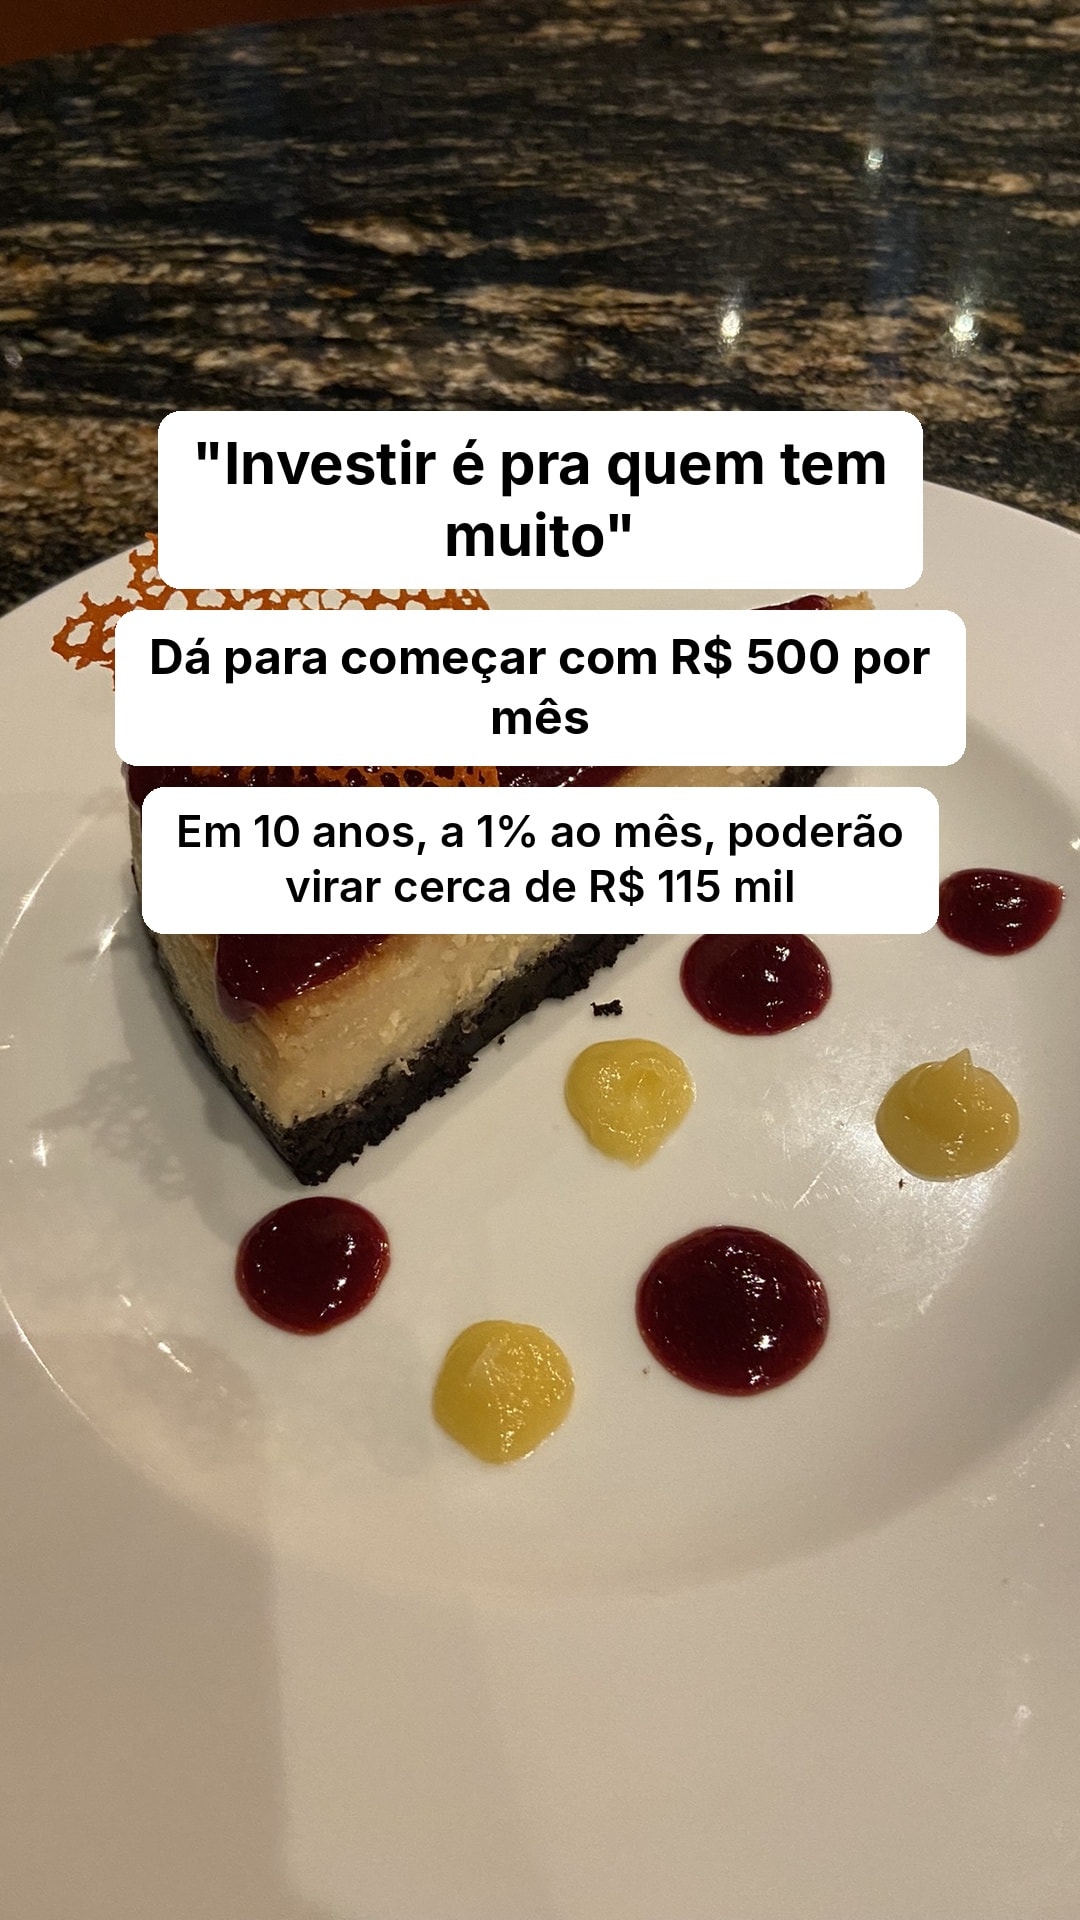 "Investir é pra quem tem
muito"
Dá para começar com R$ 500 por
mês
Em 10 anos, a 1% ao mês, poderão
virar cerca de R$ 115 mil